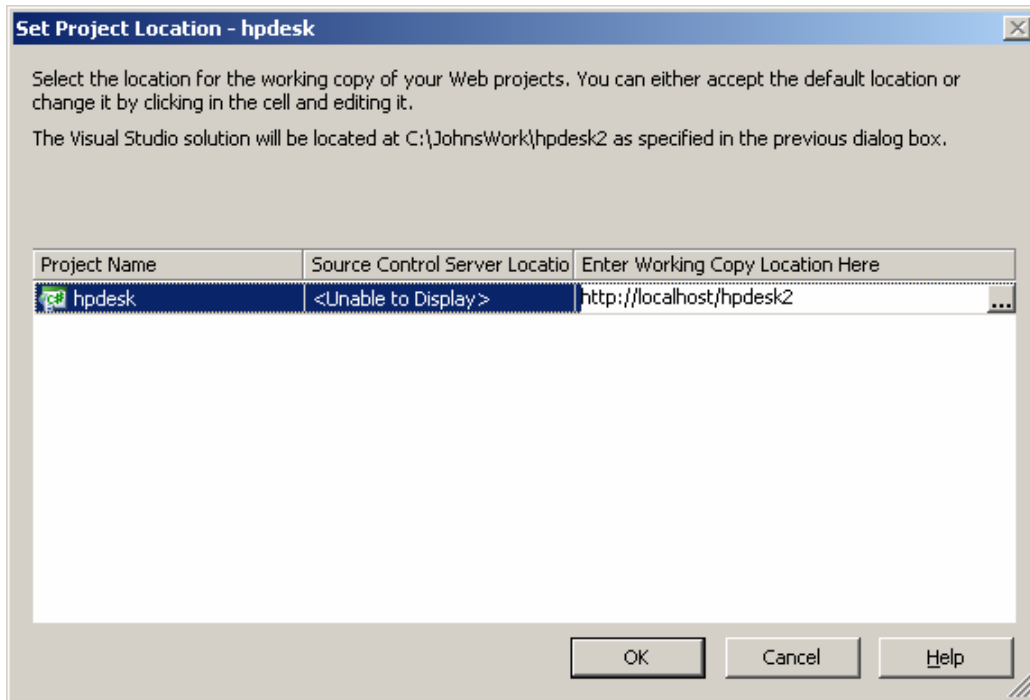 Set Project Location - hpdesk
Select the location for the working copy of your Web projects. You can either accept the default location or
change it by clicking in the cell and editing it.
The Visual Studio solution will be located at C:\JohnsWork\hpdesk2 as specified in the previous dialog box.
Project Name Source Control Server Locatio Enter Working Copy Location Here
C# hpdesk <Unable to Display> http://localhost/hpdesk2 ...
OK Cancel Help